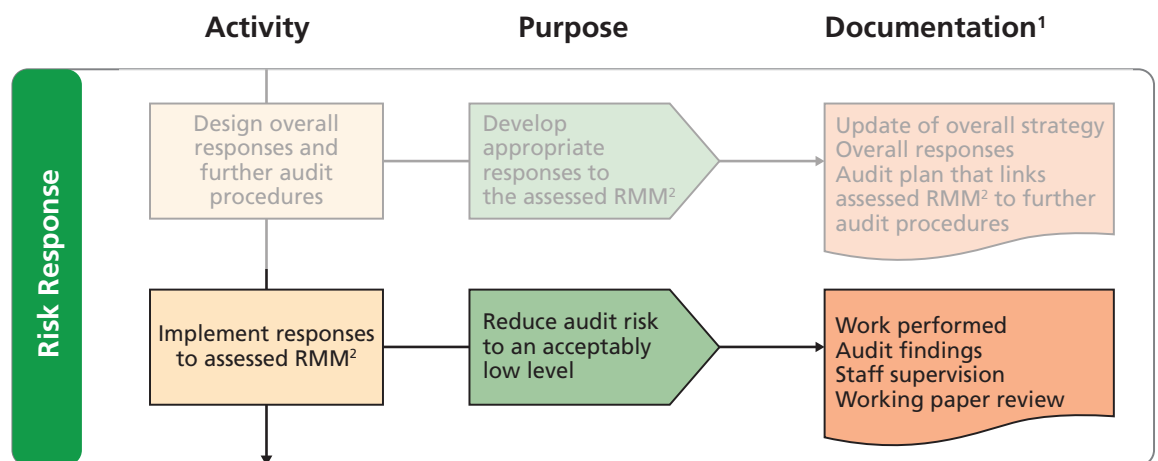 Activity
Purpose
Documentation¹
Risk Response
Design overall
responses and
further audit
procedures
Develop
appropriate
responses to
the assessed RMM²
Update of overall strategy
Overall responses
Audit plan that links
assessed RMM² to further
audit procedures
Implement responses
to assessed RMM²
Reduce audit risk
to an acceptably
low level
Work performed
Audit findings
Staff supervision
Working paper review